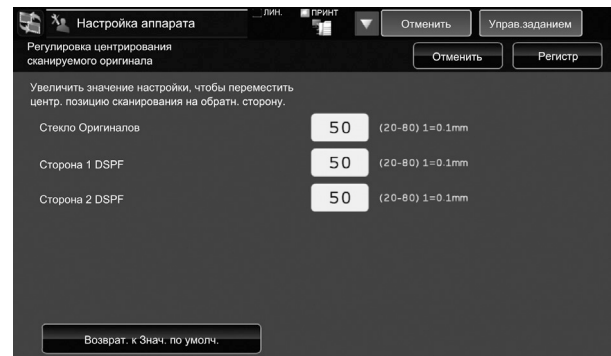 Настройка аппарата
ЛИН.
ПРИНТ
Отменить
Управ.заданием
Регулировка центрирования
сканируемого оригинала
Отменить
Регистр
Увеличить значение настройки, чтобы переместить
центр. позицию сканирования на обратн. сторону.
Стекло Оригиналов 50 (20-80) 1=0.1mm
Сторона 1 DSPF 50 (20-80) 1=0.1mm
Сторона 2 DSPF 50 (20-80) 1=0.1mm
Возврат. к Знач. по умолч.